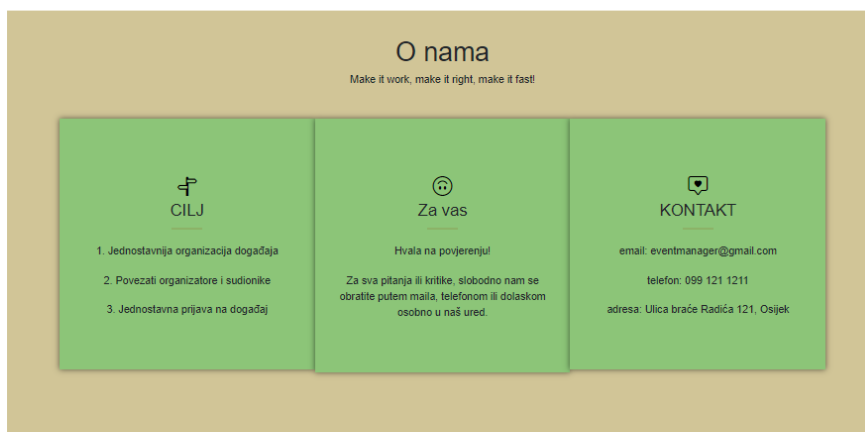 O nama
Make it work, make it right, make it fast!
CILJ
1. Jednostavnija organizacija događaja
2. Povezati organizatore i sudionike
3. Jednostavna prijava na događaj
Za vas
Hvala na povjerenju!
Za sva pitanja ili kritike, slobodno nam se
obratite putem maila, telefonom ili dolaskom
osobno u naš ured.
KONTAKT
email: eventmanager@gmail.com
telefon: 099 121 1211
adresa: Ulica braće Radića 121, Osijek